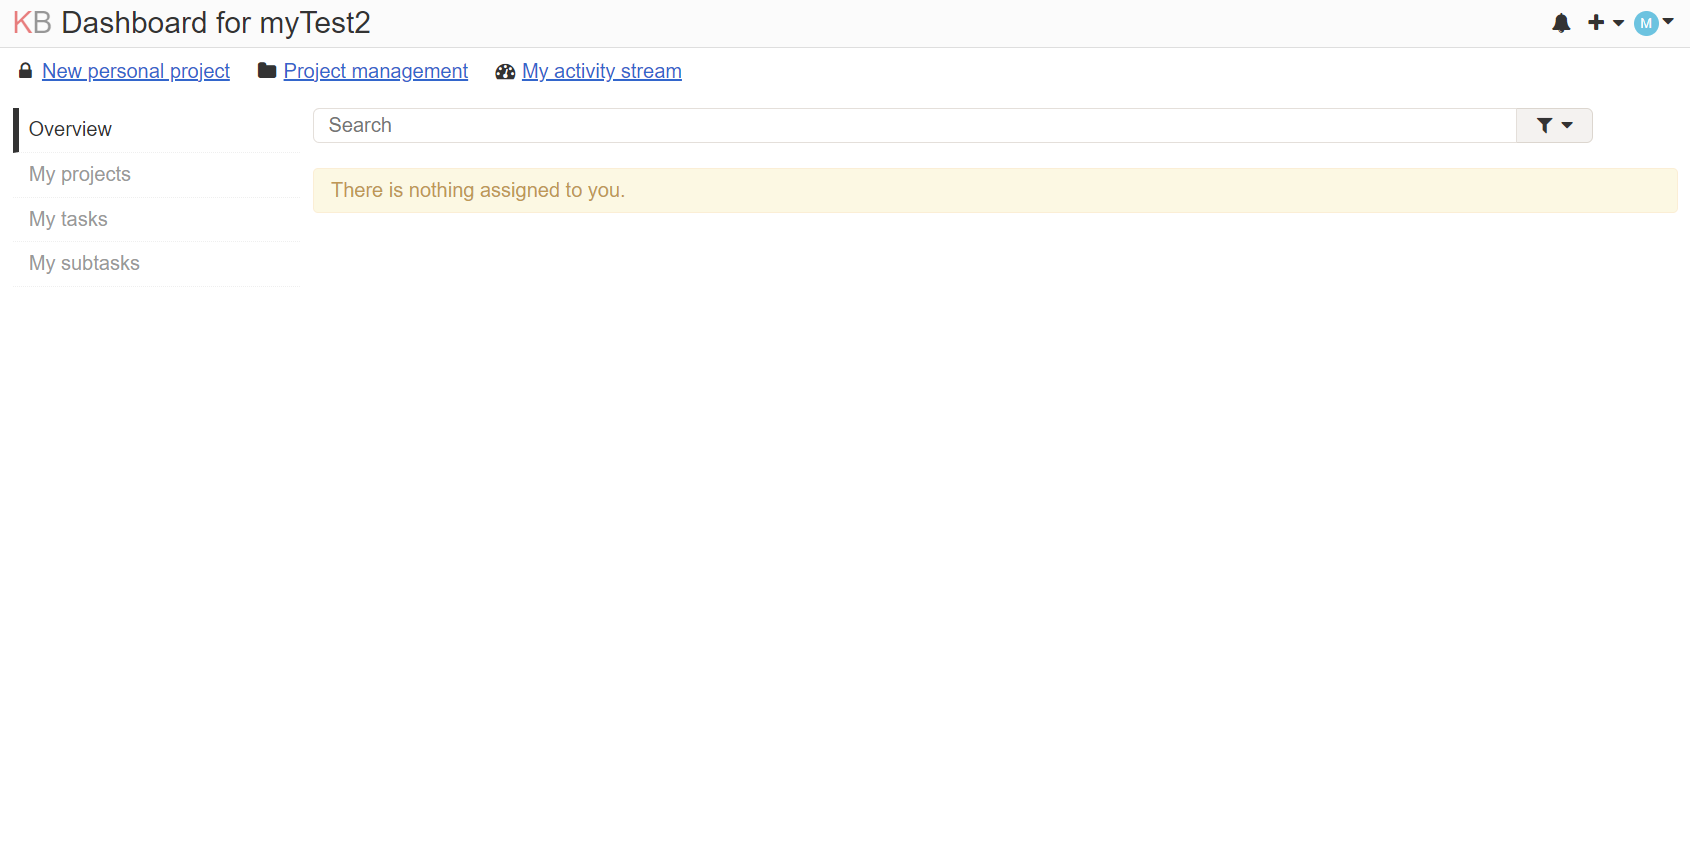 KB Dashboard for myTest2
M
New personal project Project management My activity stream
Overview
My projects
My tasks
My subtasks
Search
There is nothing assigned to you.